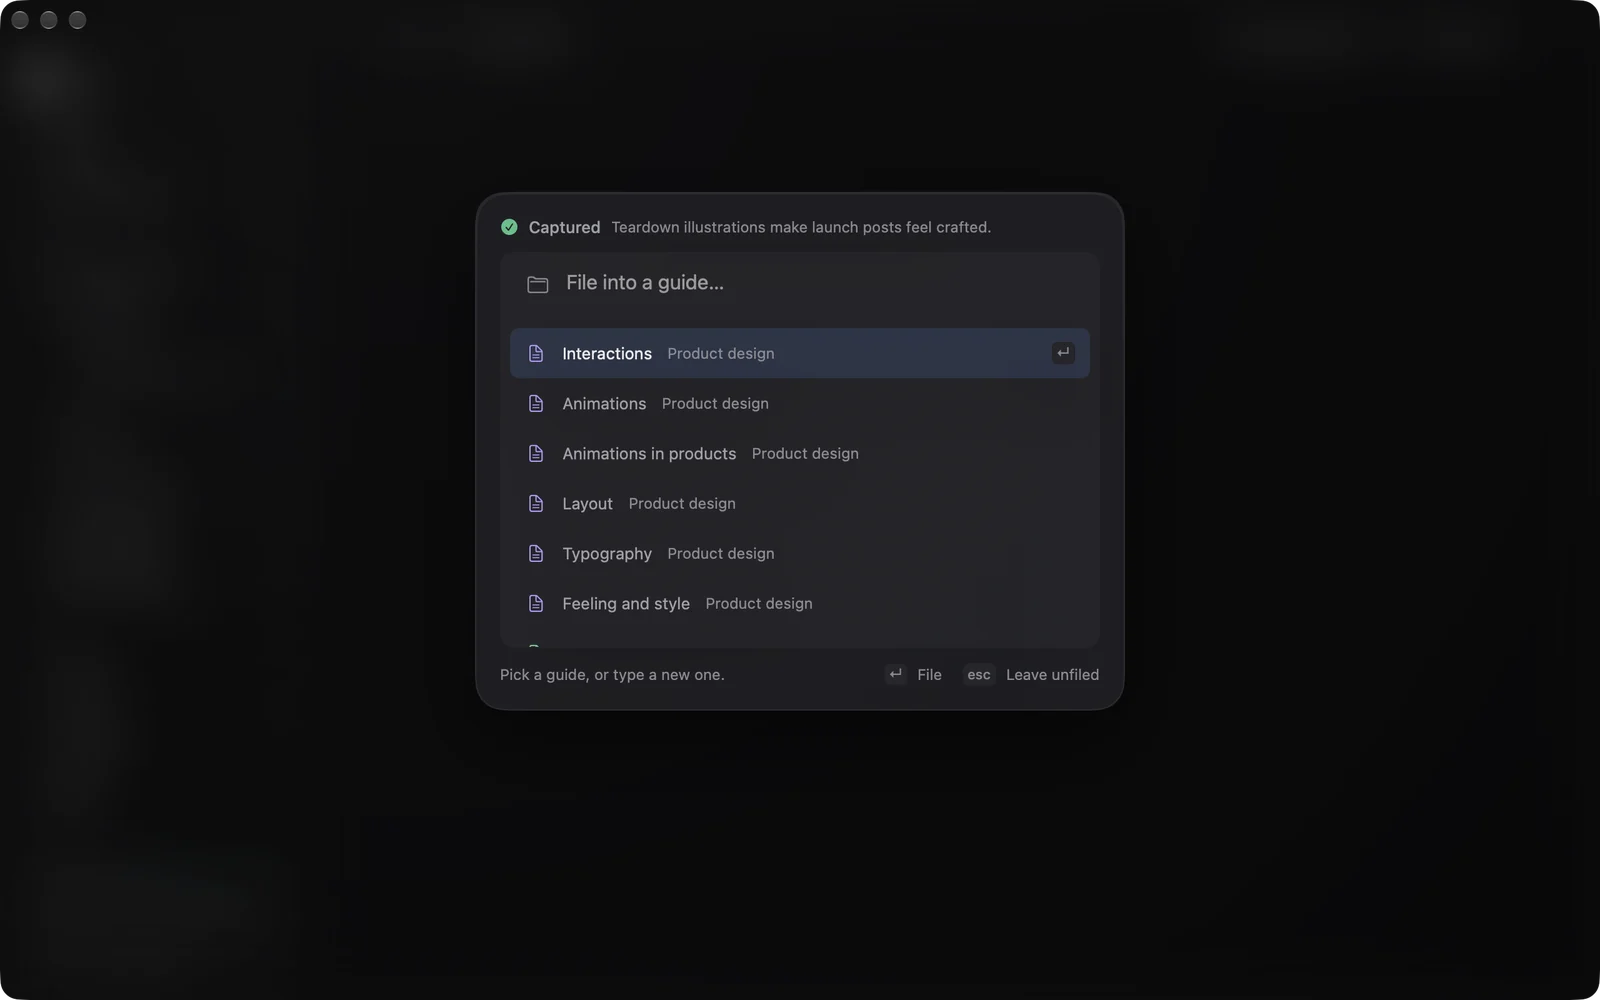 Captured Teardown illustrations make launch posts feel crafted.
File into a guide...
Interactions Product design
Animations Product design
Animations in products Product design
Layout Product design
Typography Product design
Feeling and style Product design
Pick a guide, or type a new one. ↵ File esc Leave unfiled